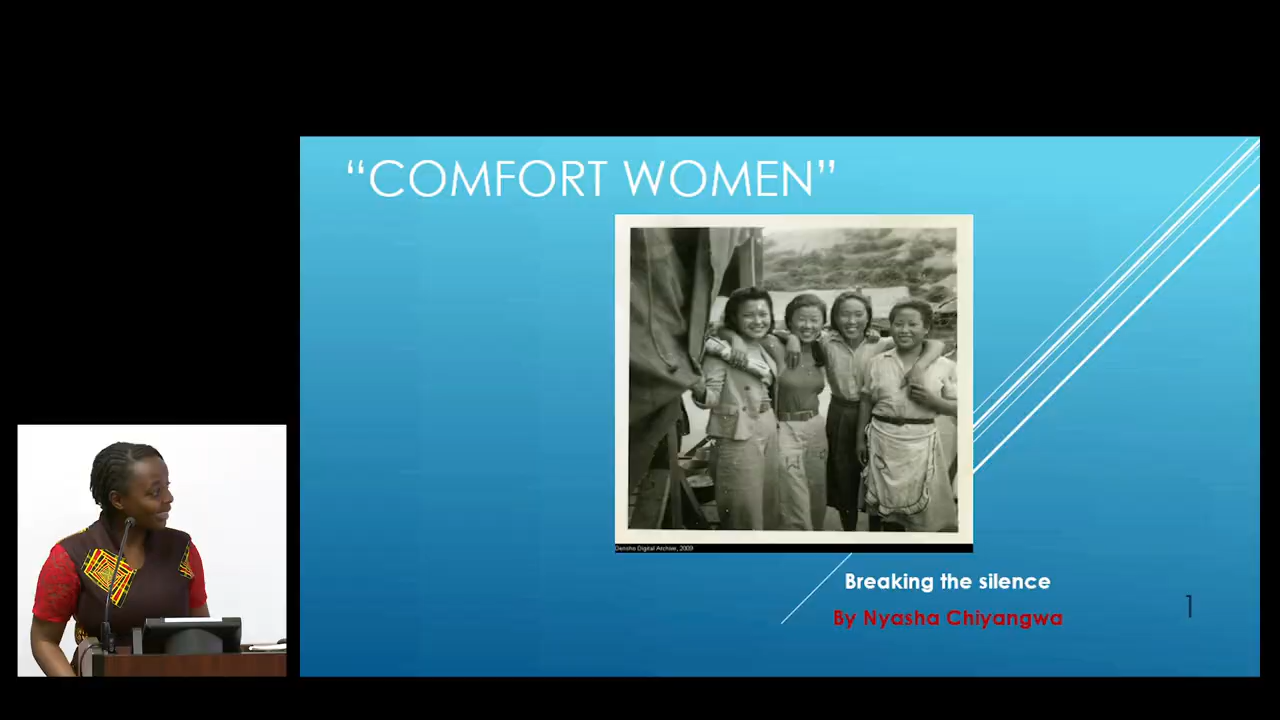 “COMFORT WOMEN”
Densho Digital Archive, 2009
Breaking the silence
By Nyasha Chiyangwa
1